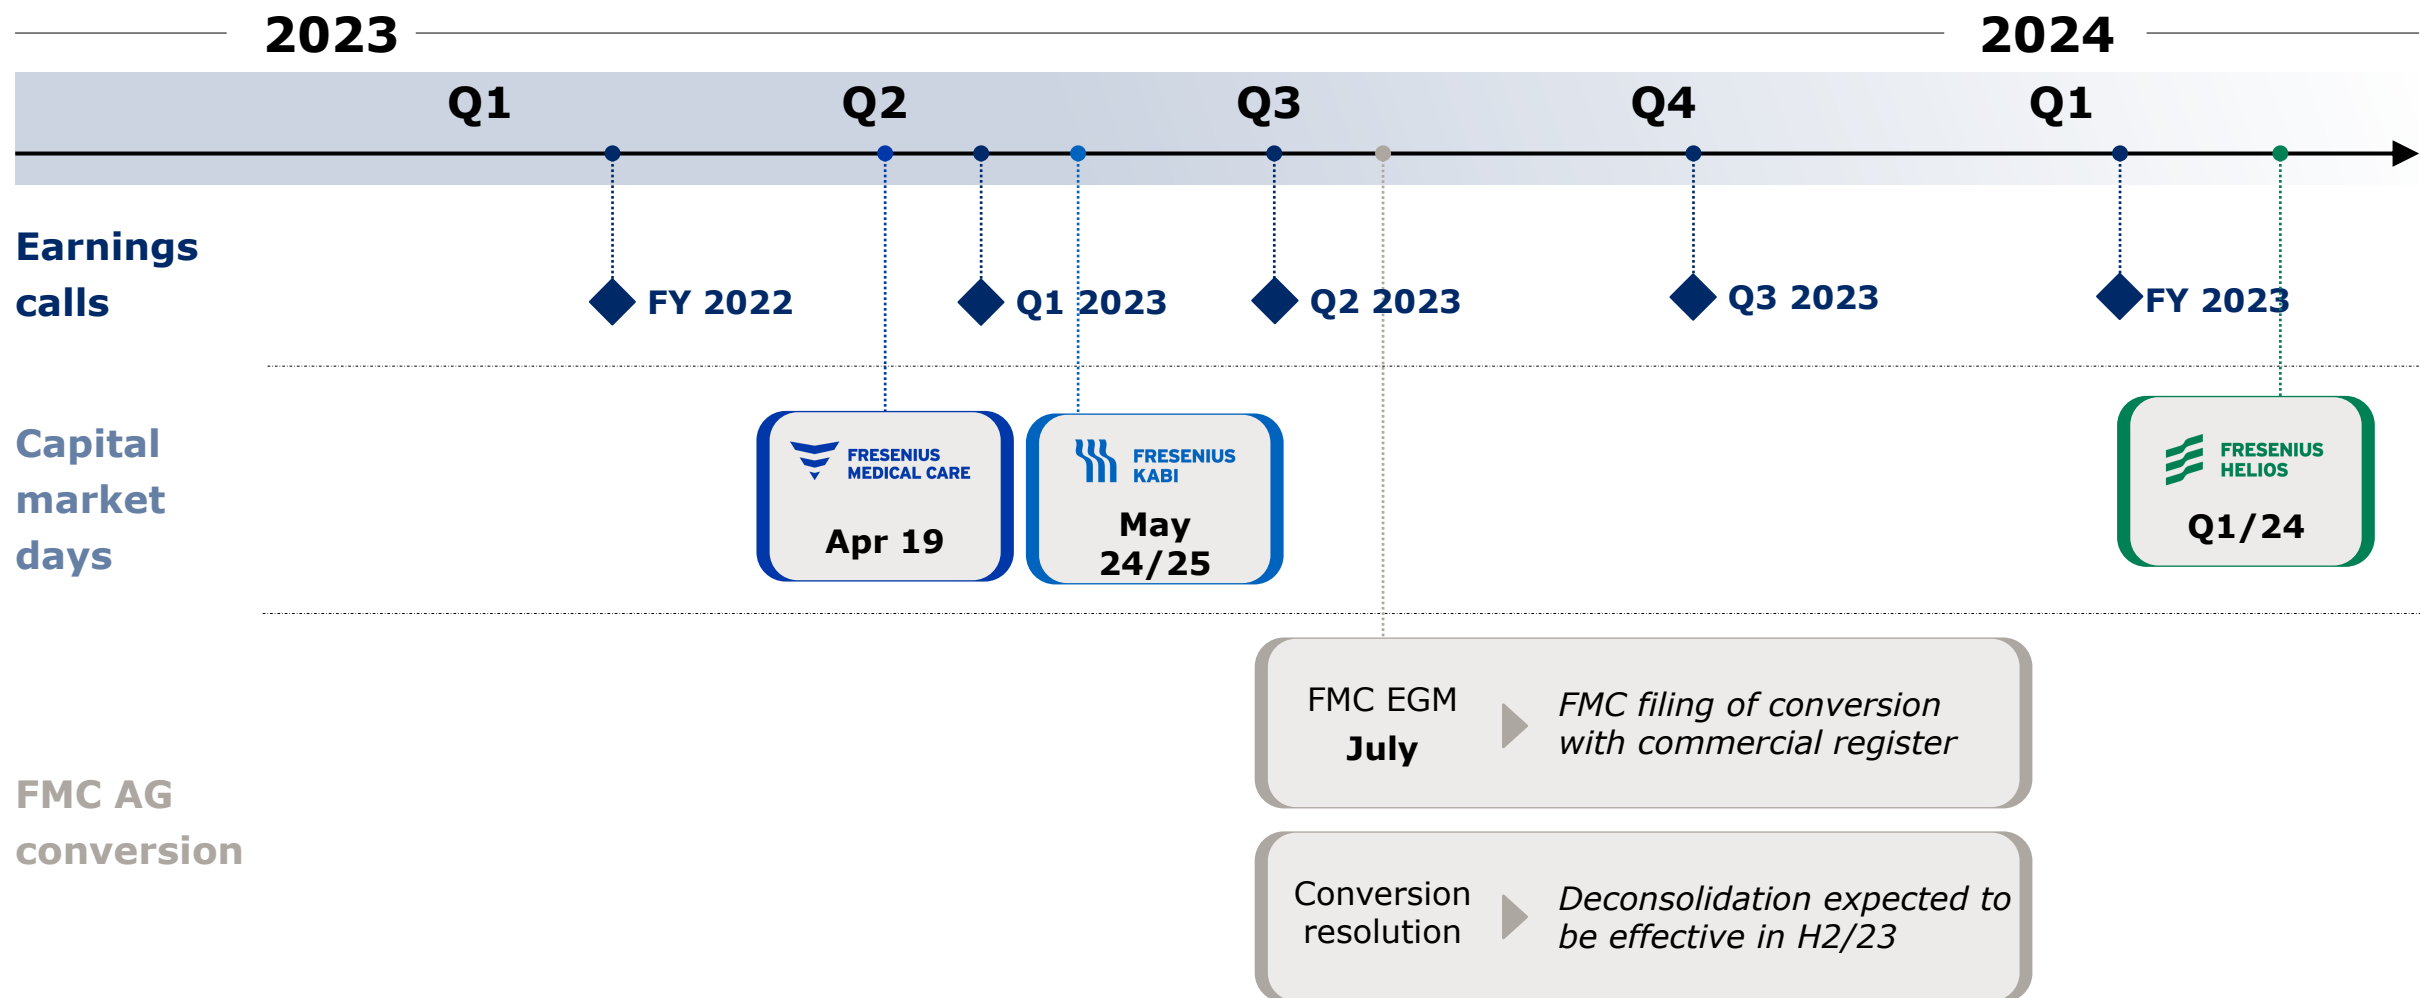 2023
2024
Q1
Q2
Q3
Q4
Q1
Earnings
calls
FY 2022
Q1 2023
Q2 2023
Q3 2023
FY 2023
Capital
market
days
FRESENIUS
MEDICAL CARE
Apr 19
FRESENIUS
KABI
May
24/25
FRESENIUS
HELIOS
Q1/24
FMC AG
conversion
FMC EGM
July
FMC filing of conversion
with commercial register
Conversion
resolution
Deconsolidation expected to
be effective in H2/23